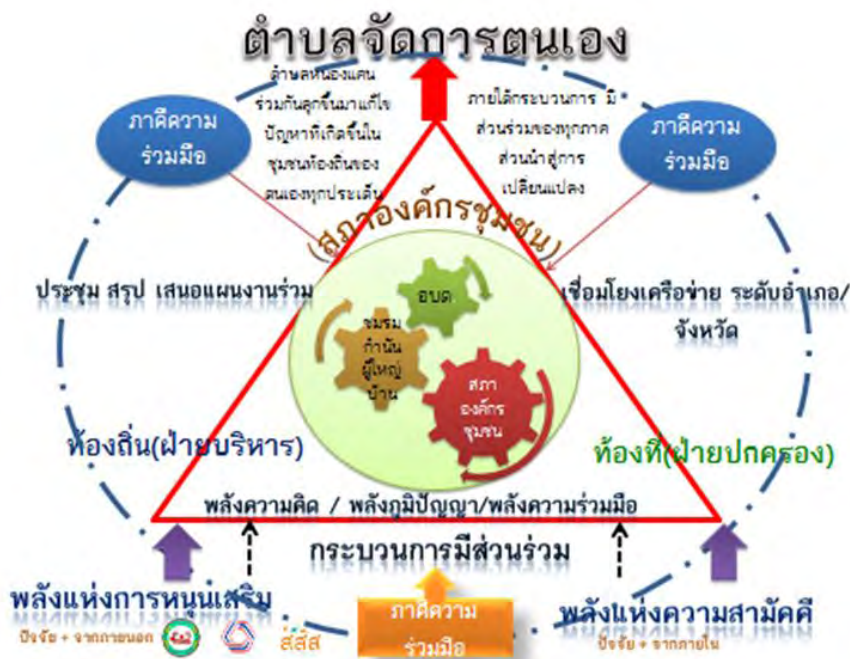 ตำบลจัดการตนเอง
ตำบลหนองแคน
ร่วมกันลุกขึ้นมาแก้ไข
ปัญหาที่เกิดขึ้นใน
ชุมชนท้องถิ่นของ
ตนเองทุกประเด็น
ภายใต้กระบวนการ มี
ส่วนร่วมของทุกภาค
ส่วนนำสู่การ
เปลี่ยนแปลง
ภาคีความ
ร่วมมือ
ภาคีความ
ร่วมมือ
(สภาองค์กรชุมชน)
ประชุม สรุป เสนอแผนงานร่วม
เชื่อมโยงเครือข่าย ระดับอำเภอ/
จังหวัด
อบต
ชมรม
กำนัน
ผู้ใหญ่
บ้าน
สภา
องค์กร
ชุมชน
ท้องถิ่น(ฝ่ายบริหาร)
ท้องที่(ฝ่ายปกครอง)
พลังความคิด / พลังภูมิปัญญา/พลังความร่วมมือ
กระบวนการมีส่วนร่วม
พลังแห่งการหนุนเสริม
ปัจจัย + จากภายนอก
สสส
ภาคีความ
ร่วมมือ
พลังแห่งความสามัคคี
ปัจจัย + จากภายใน